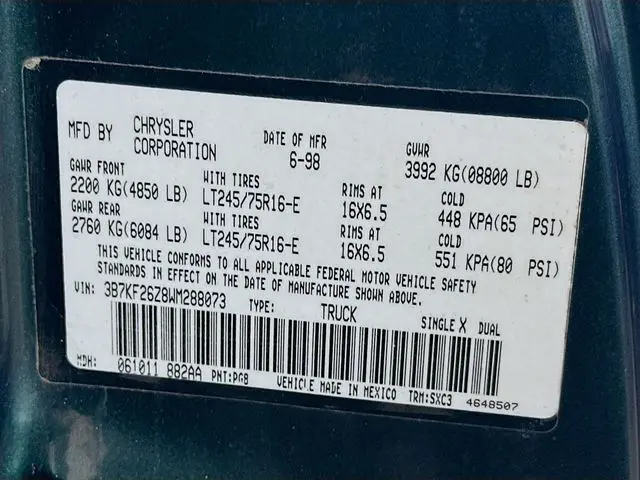 MFD BY CHRYSLER CORPORATION DATE OF MFR 6-98 GVWR 3992 KG(08800 LB)
GAWR FRONT WITH TIRES RIMS AT COLD
2200 KG(4850 LB) LT245/75R16-E 16X6.5 448 KPA(65 PSI)
GAWR REAR WITH TIRES RIMS AT COLD
2760 KG(6084 LB) LT245/75R16-E 16X6.5 551 KPA(80 PSI)
THIS VEHICLE CONFORMS TO ALL APPLICABLE FEDERAL MOTOR VEHICLE SAFETY
STANDARDS IN EFFECT ON THE DATE OF MANUFACTURE SHOWN ABOVE.
VIN: 3B7KF26Z8WM288073 TYPE: TRUCK SINGLE X DUAL
MDH: 061011 882AA PNT:PG8 VEHICLE MADE IN MEXICO TRM:SXC3 4648507